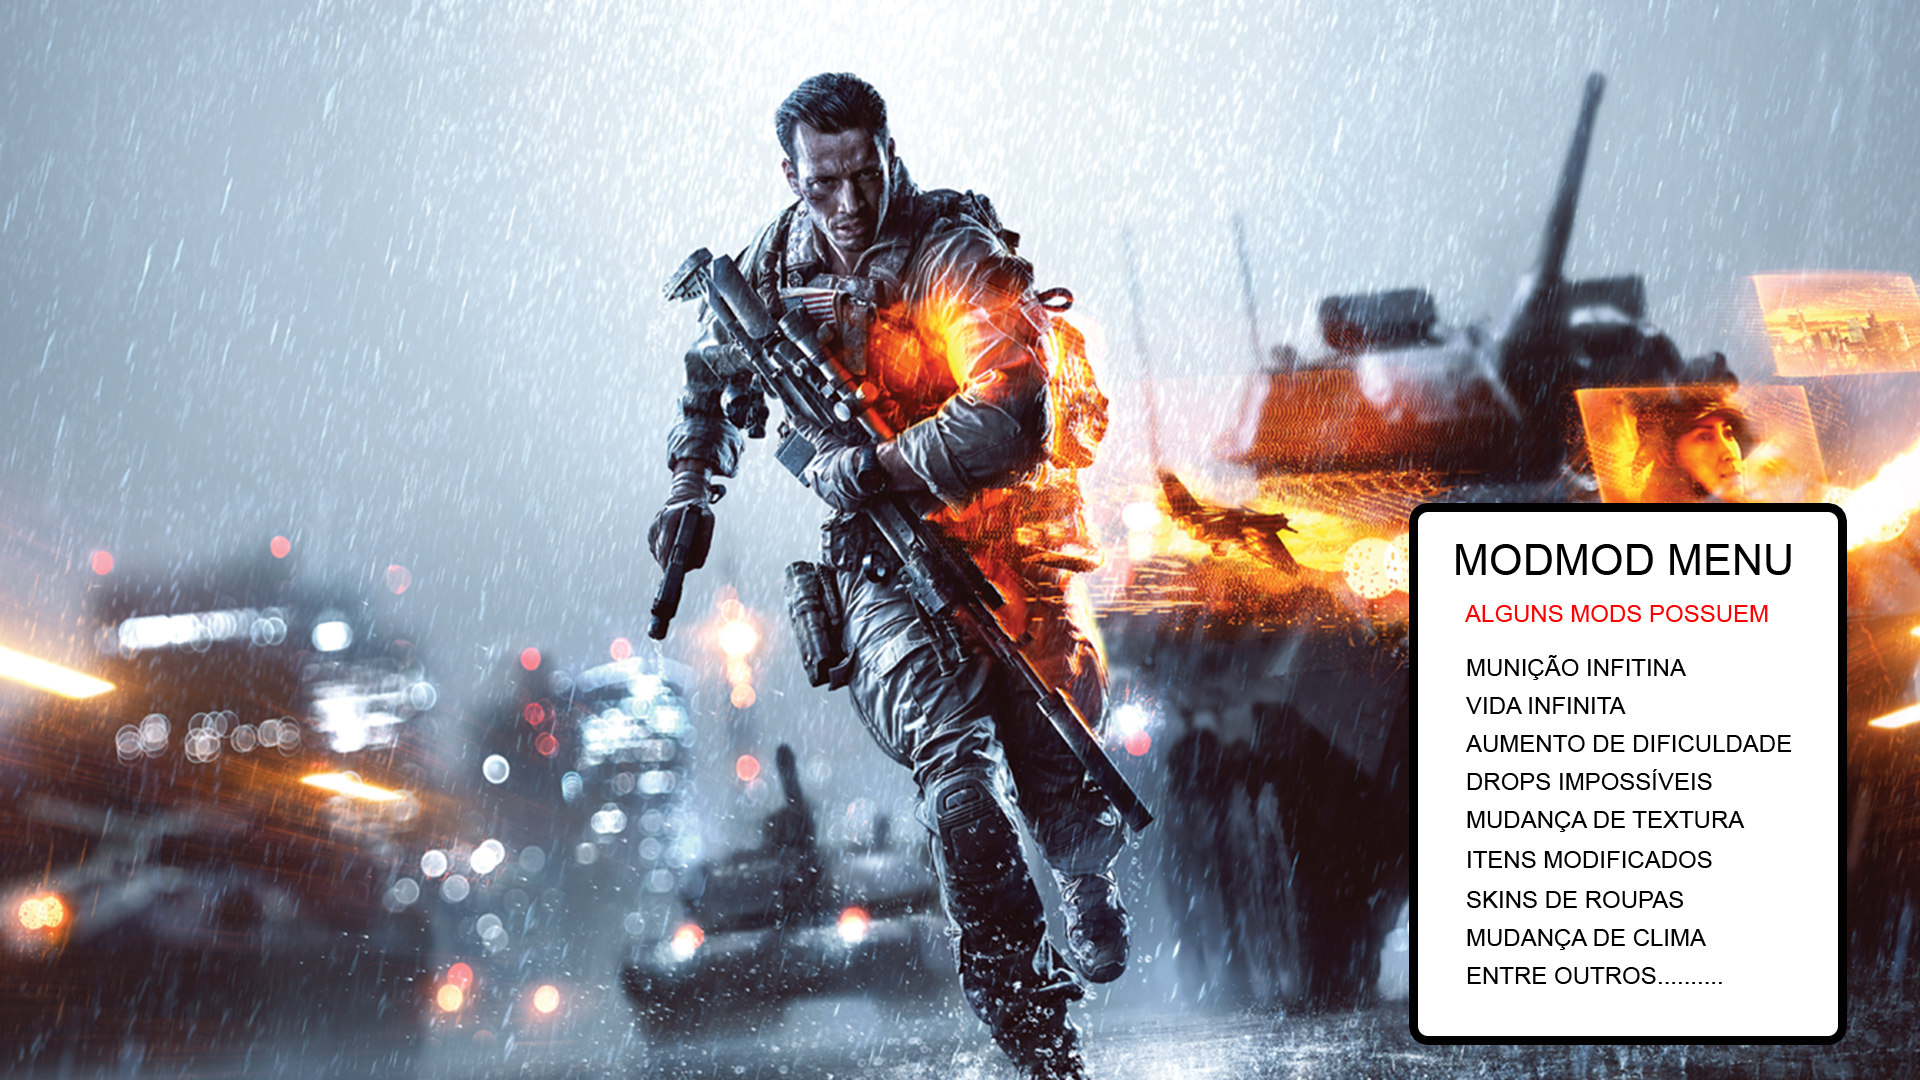 MODMOD MENU
ALGUNS MODS POSSUEM
MUNIÇÃO INFITINA
VIDA INFINITA
AUMENTO DE DIFICULDADE
DROPS IMPOSSÍVEIS
MUDANÇA DE TEXTURA
ITENS MODIFICADOS
SKINS DE ROUPAS
MUDANÇA DE CLIMA
ENTRE OUTROS..........